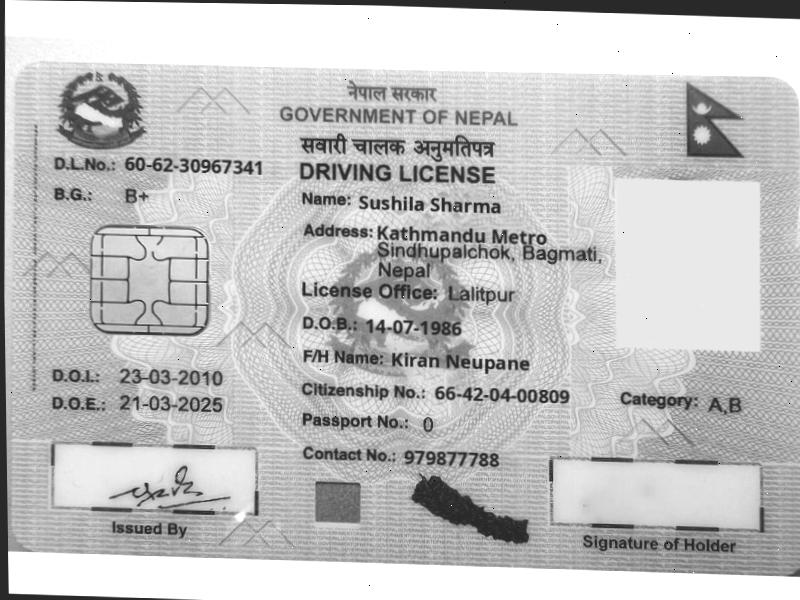 नेपाल सरकार
GOVERNMENT OF NEPAL
सवारी चालक अनुमतिपत्र
DRIVING LICENSE
D.L.No.: 60-62-30967341
B.G.: B+
Name: Sushila Sharma
Address: Kathmandu Metro
Sindhupalchok, Bagmati,
Nepal
License Office: Lalitpur
D.O.B.: 14-07-1986
F/H Name: Kiran Neupane
D.O.I.: 23-03-2010
Citizenship No.: 66-42-04-00809
Category: A,B
D.O.E.: 21-03-2025
Passport No.: 0
Contact No.: 979877788
Issued By
Signature of Holder